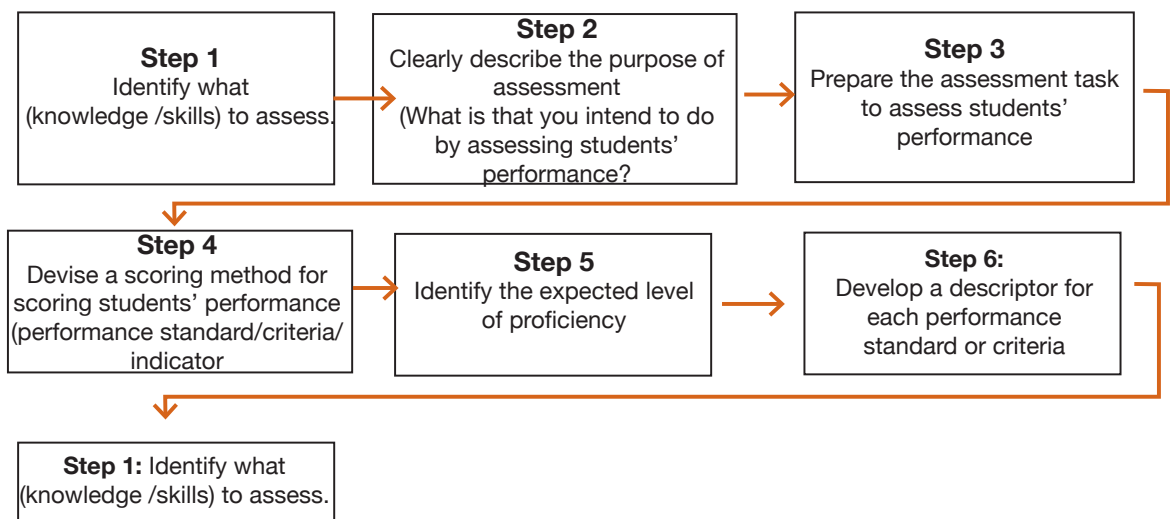 Step 1
Identify what
(knowledge /skills) to assess.
Step 2
Clearly describe the purpose of
assessment
(What is that you intend to do
by assessing students’
performance?
Step 3
Prepare the assessment task
to assess students’
performance
Step 4
Devise a scoring method for
scoring students’ performance
(performance standard/criteria/
indicator
Step 5
Identify the expected level
of proficiency
Step 6:
Develop a descriptor for
each performance
standard or criteria
Step 1: Identify what
(knowledge /skills) to assess.